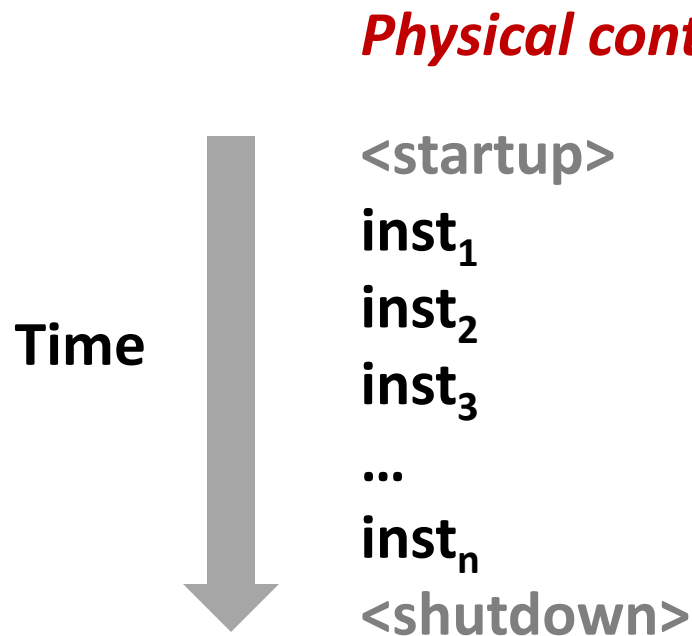 Physical cont
<startup>
inst₁
inst₂
Time
inst₃
...
instₙ
<shutdown>